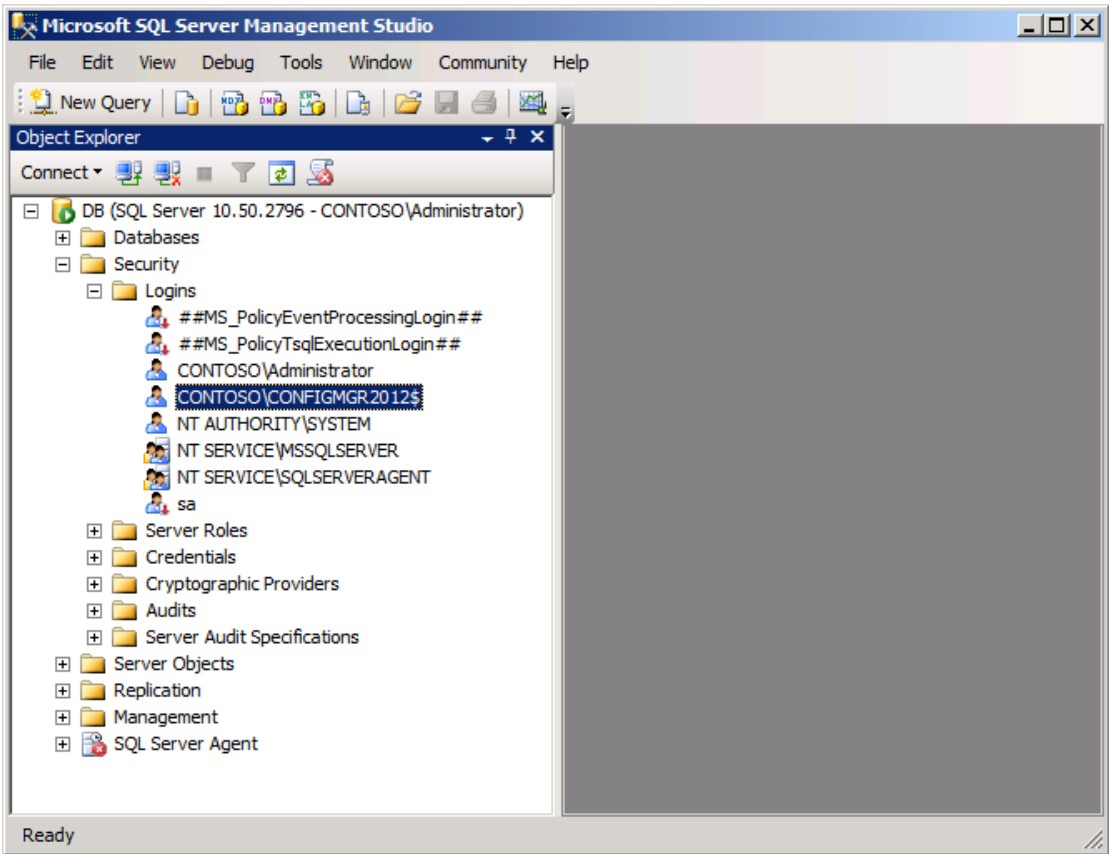 Microsoft SQL Server Management Studio
File Edit View Debug Tools Window Community Help
New Query
Object Explorer
Connect
DB (SQL Server 10.50.2796 - CONTOSO\Administrator)
Databases
Security
Logins
##MS_PolicyEventProcessingLogin##
##MS_PolicyTsqlExecutionLogin##
CONTOSO\Administrator
CONTOSO\CONFIGMGR2012$
NT AUTHORITY\SYSTEM
NT SERVICE\MSSQLSERVER
NT SERVICE\SQLSERVERAGENT
sa
Server Roles
Credentials
Cryptographic Providers
Audits
Server Audit Specifications
Server Objects
Replication
Management
SQL Server Agent
Ready